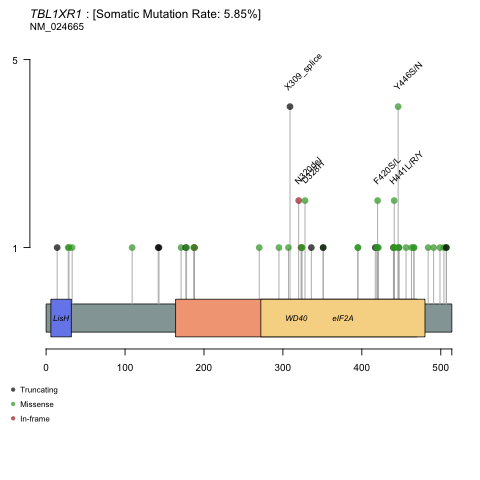 TBL1XR1 : [Somatic Mutation Rate: 5.85%]
NM_024665
5
1
X309_splice
Y446S/N
N320del
D328H
F420S/L
H441L/R/Y
LisH
WD40
eIF2A
0
100
200
300
400
500
Truncating
Missense
In-frame